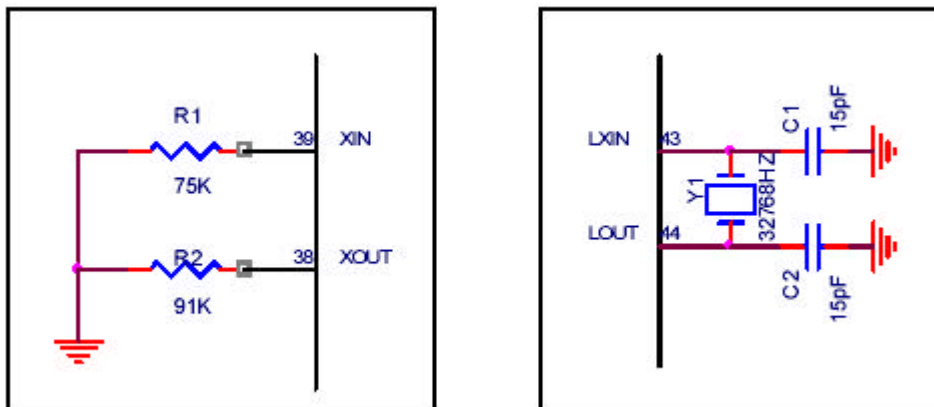 R1
39
XIN
75K
R2
38
XOUT
91K
LXIN
43
C1
15pF
Y1
32768HZ
LOUT
44
C2
15pF